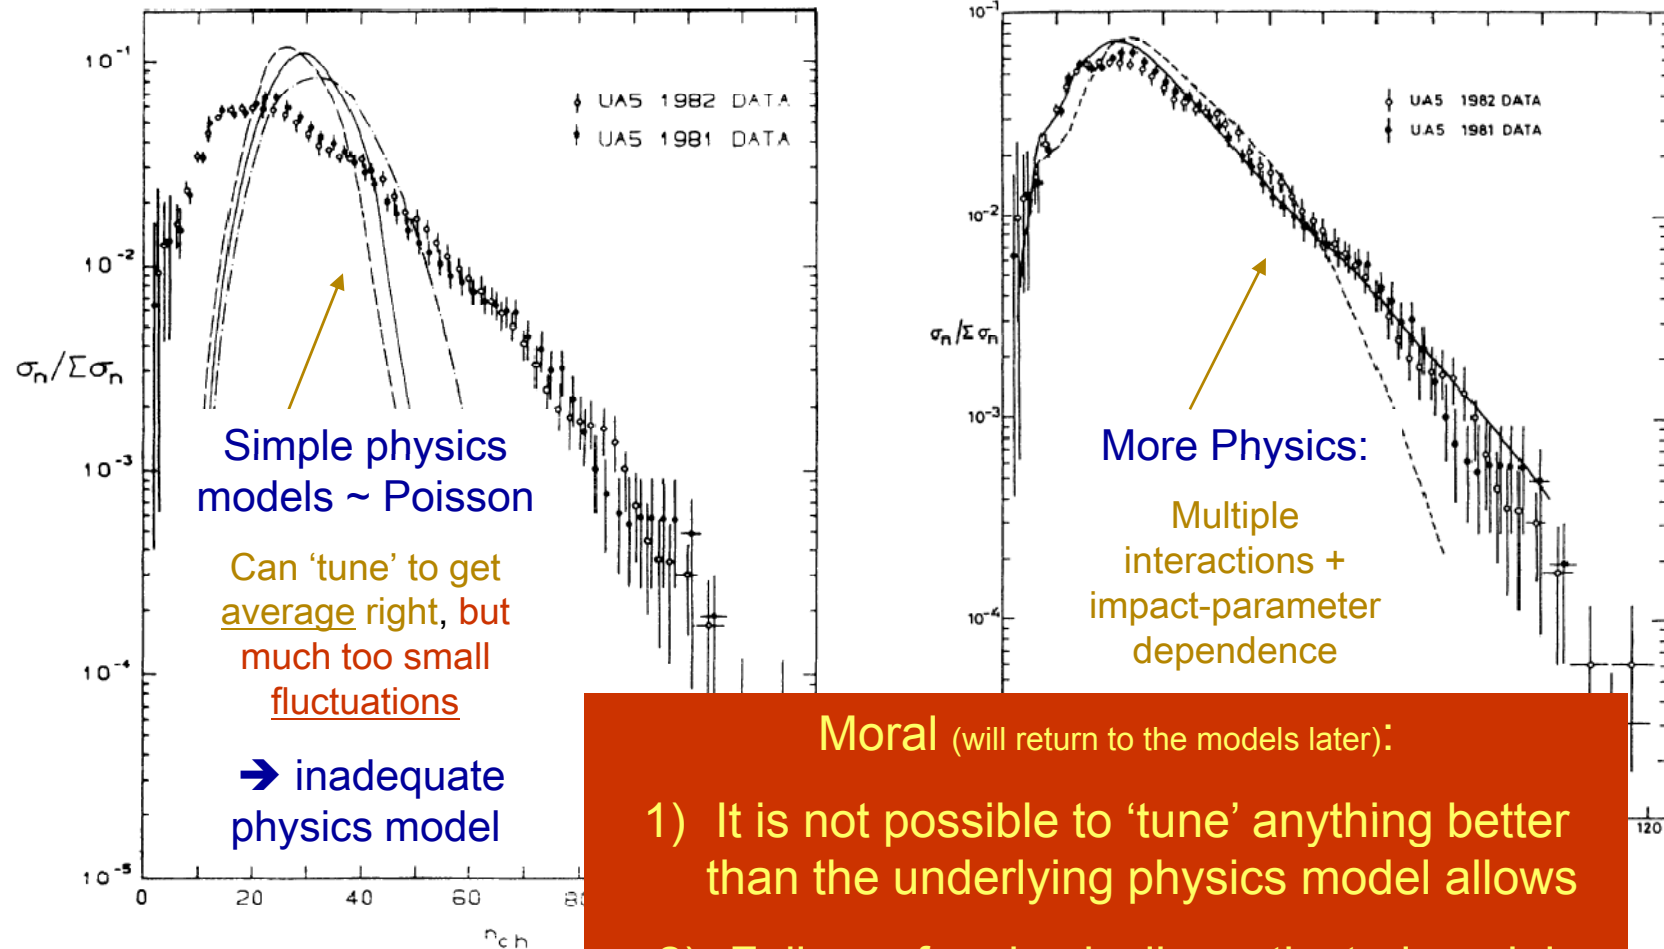 10⁻¹
10⁻²
σₙ/Σσₙ
10⁻³
10⁻⁴
10⁻⁵
0 20 40 60
n_ch
UA5 1982 DATA
UA5 1981 DATA
Simple physics
models ~ Poisson
Can ‘tune’ to get
average right, but
much too small
fluctuations
➔ inadequate
physics model
10⁻¹
10⁻²
σₙ/Σσₙ
10⁻³
10⁻⁴
120
UA5 1982 DATA
UA5 1981 DATA
More Physics:
Multiple
interactions +
impact-parameter
dependence
Moral (will return to the models later):
1) It is not possible to ‘tune’ anything better
than the underlying physics model allows